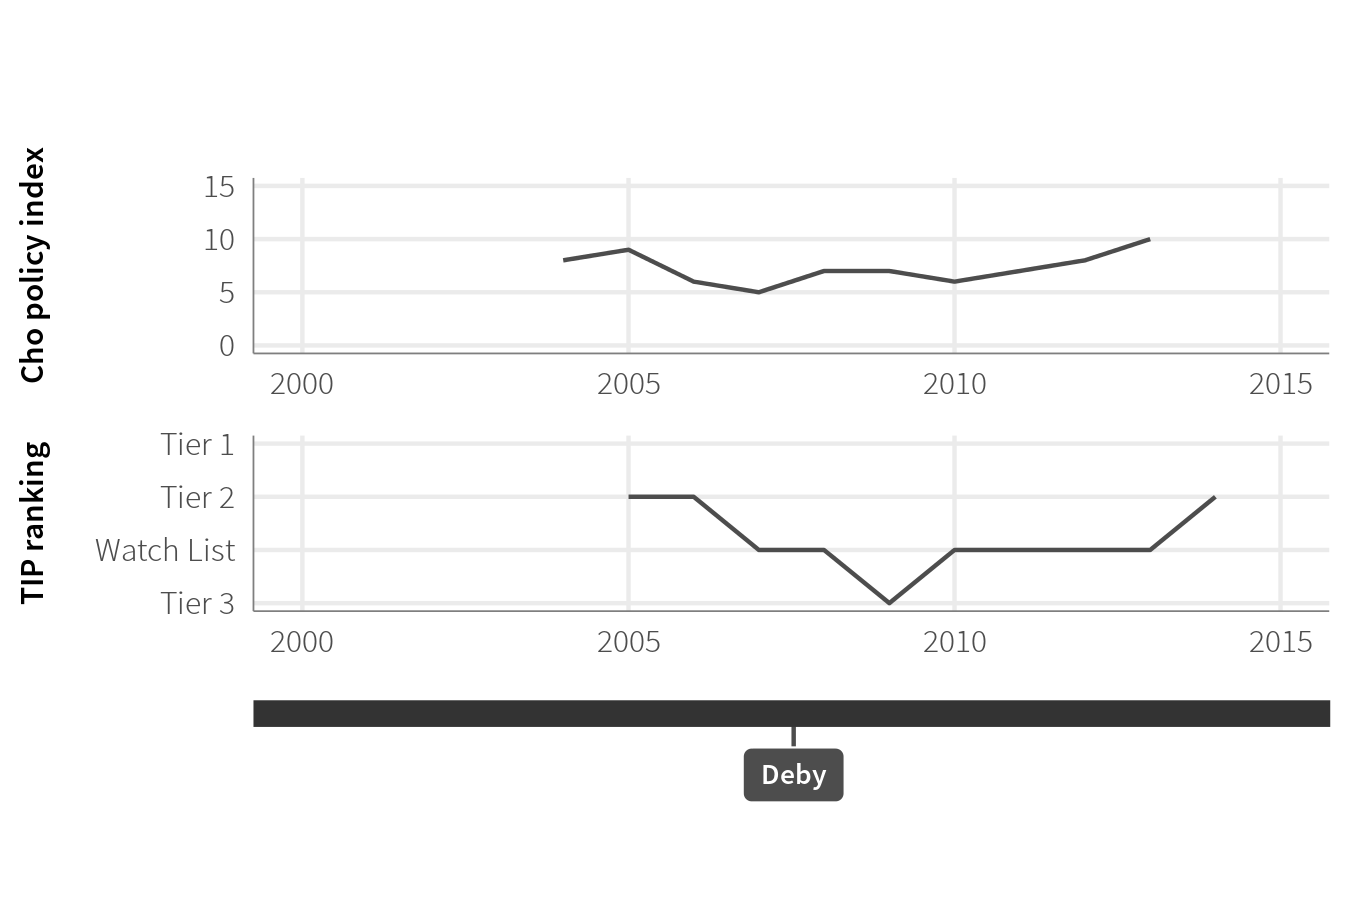 Cho policy index
15
10
5
0
2000 2005 2010 2015
TIP ranking
Tier 1
Tier 2
Watch List
Tier 3
2000 2005 2010 2015
Deby